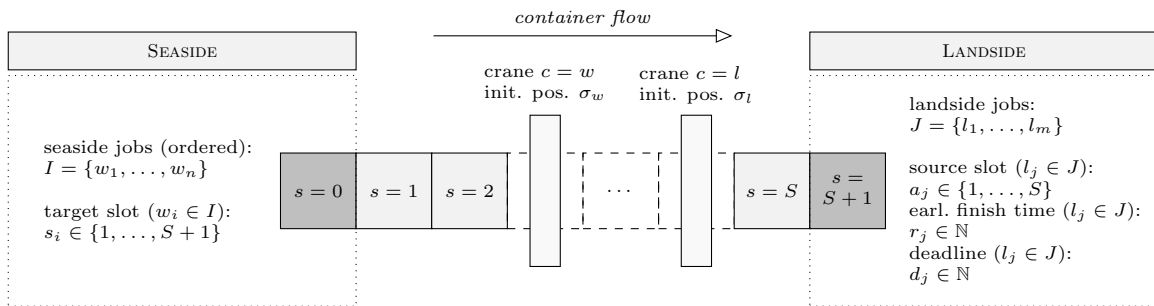 container flow
SEASIDE
LANDSIDE
crane c = w
init. pos. σ_w
crane c = l
init. pos. σ_l
seaside jobs (ordered):
I = {w_1, . . . , w_n}
target slot (w_i ∈ I):
s_i ∈ {1, . . . , S + 1}
s = 0
s = 1
s = 2
...
s = S
s =
S + 1
landside jobs:
J = {l_1, . . . , l_m}
source slot (l_j ∈ J):
a_j ∈ {1, . . . , S}
earl. finish time (l_j ∈ J):
r_j ∈ ℕ
deadline (l_j ∈ J):
d_j ∈ ℕ